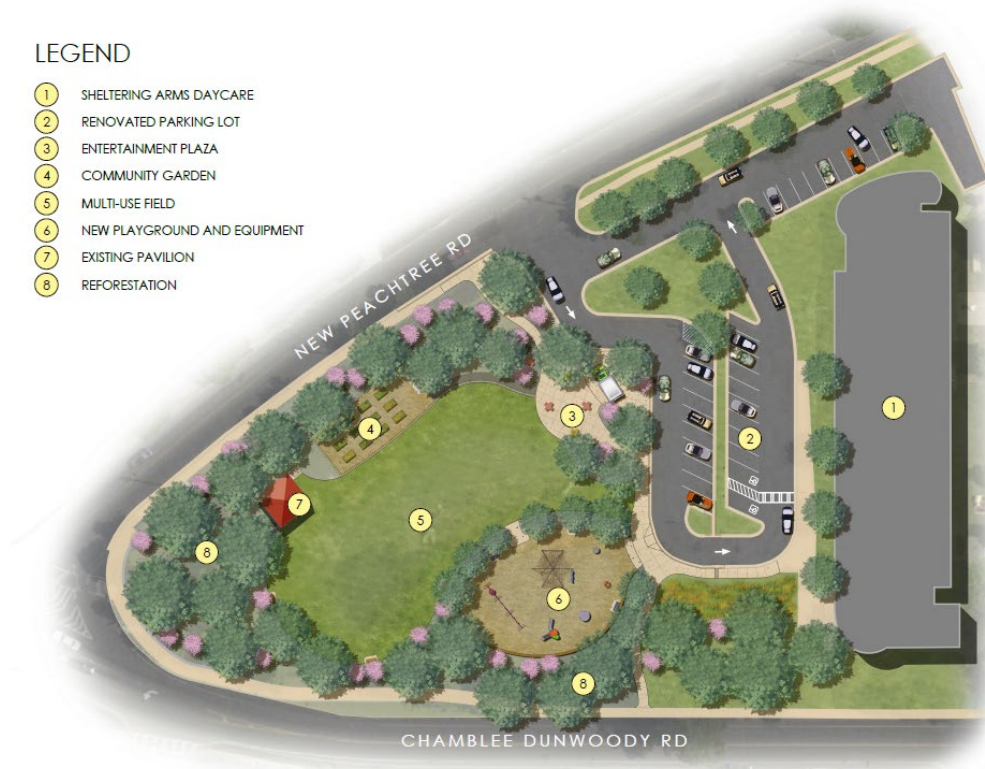 LEGEND
1 SHELTERING ARMS DAYCARE
2 RENOVATED PARKING LOT
3 ENTERTAINMENT PLAZA
4 COMMUNITY GARDEN
5 MULTI-USE FIELD
6 NEW PLAYGROUND AND EQUIPMENT
7 EXISTING PAVILION
8 REFORESTATION
NEW PEACHTREE RD
1
3
4
2
7
5
8
6
8
CHAMBLEE DUNWOODY RD